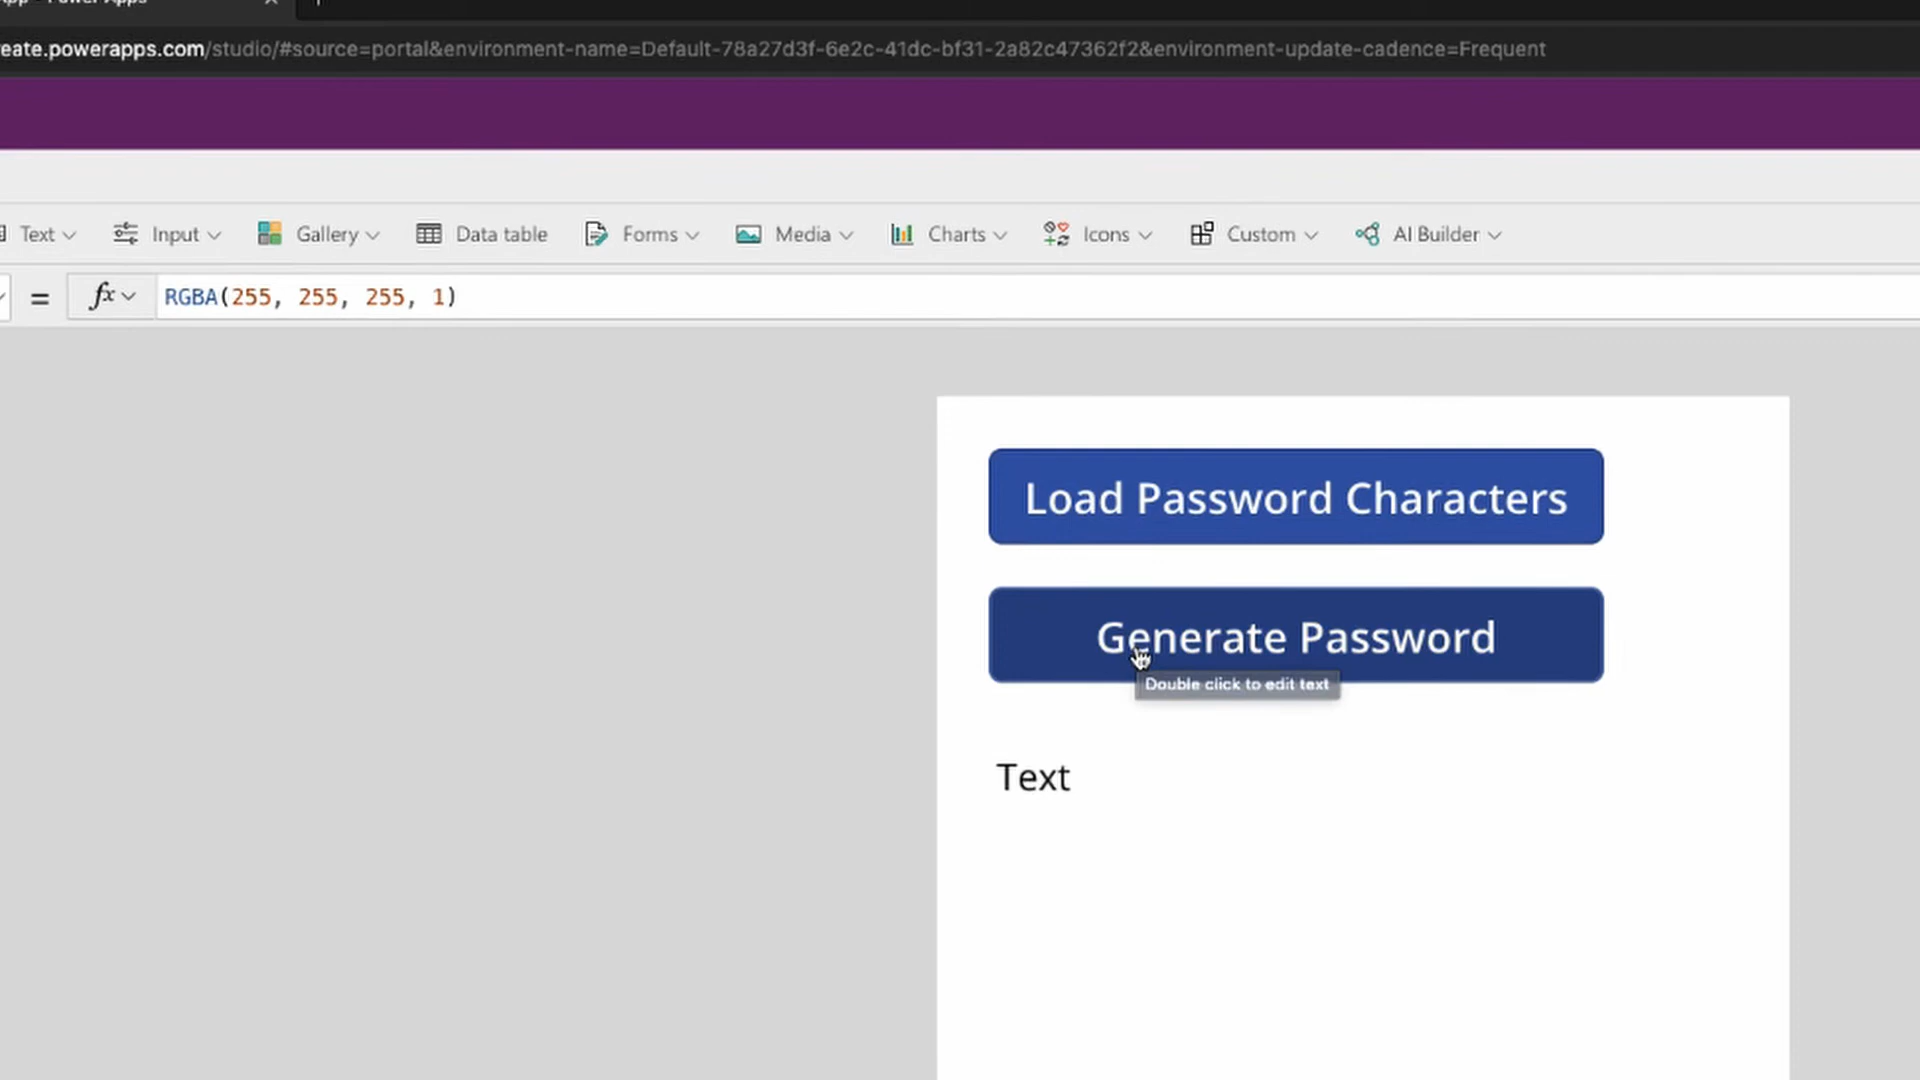 eate.powerapps.com/studio/#source=portal&environment-name=Default-78a27d3f-6e2c-41dc-bf31-2a82c47362f2&environment-update-cadence=Frequent
Text Input Gallery Data table Forms Media Charts Icons Custom AI Builder
= fx RGBA(255, 255, 255, 1)
Load Password Characters
Generate Password
Double click to edit text
Text